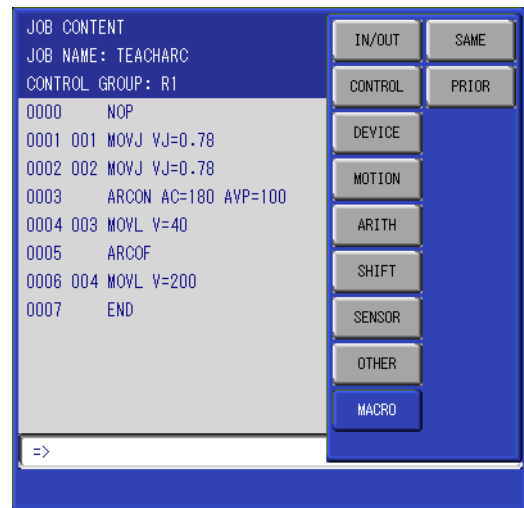 JOB CONTENT
JOB NAME: TEACHARC
CONTROL GROUP: R1
0000 NOP
0001 001 MOVJ VJ=0.78
0002 002 MOVJ VJ=0.78
0003 ARCON AC=180 AVP=100
0004 003 MOVL V=40
0005 ARCOF
0006 004 MOVL V=200
0007 END
=>
IN/OUT SAME
CONTROL PRIOR
DEVICE
MOTION
ARITH
SHIFT
SENSOR
OTHER
MACRO